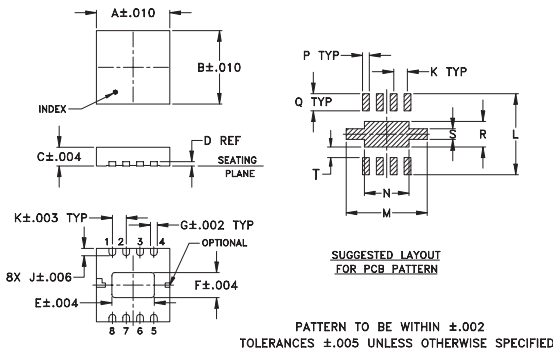 A±.010
B±.010
INDEX
D REF
C±.004
SEATING
PLANE
K±.003 TYP
G±.002 TYP
1 2 3 4
OPTIONAL
8X J±.006
F±.004
E±.004
8 7 6 5
P TYP
K TYP
Q TYP
S
R
L
T
N
M
SUGGESTED LAYOUT
FOR PCB PATTERN
PATTERN TO BE WITHIN ±.002
TOLERANCES ±.005 UNLESS OTHERWISE SPECIFIED